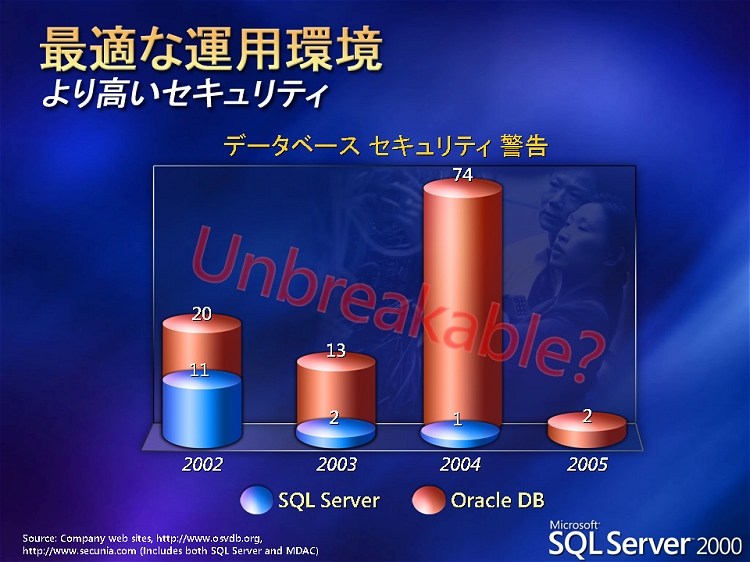 最適な運用環境
より高いセキュリティ
データベース セキュリティ 警告
74
Unbreakable?
20
13
11
2
1
2
2002 2003 2004 2005
SQL Server Oracle DB
Source: Company web sites, http://www.osvdb.org,
http://www.secunia.com (Includes both SQL Server and MDAC)
Microsoft
SQL Server 2000